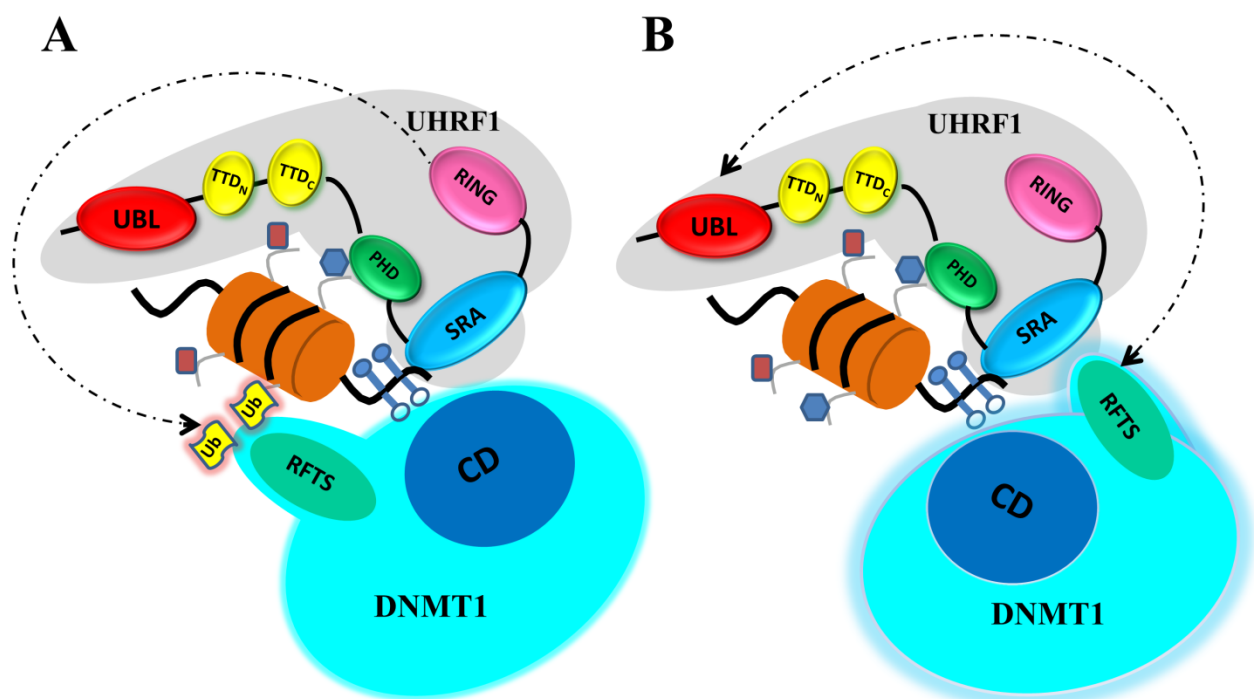 A
UHRF1
TTDN
TTDC
RING
UBL
PHD
SRA
Ub
Ub
RFTS
CD
DNMT1
B
UHRF1
TTDN
TTDC
RING
UBL
PHD
SRA
RFTS
CD
DNMT1